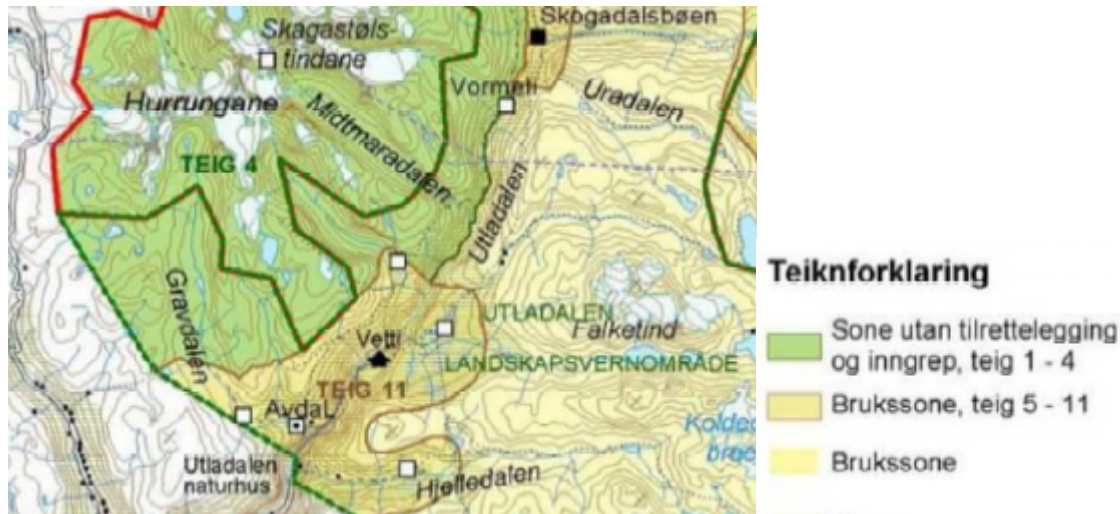 Skogadalsbøen
Skagastøls-
tindane
Vormeli
Hurrungane
Uradalen
Midtmaradalen
TEIG 4
Utladalen
Gravdalen
UTLADALEN
Falketind
Vetti
LANDSKAPSVERNOMRÅDE
TEIG 11
Avdal
Utladalen
naturhus
Hjelledalen
Teiknforklaring
Sone utan tilrettelegging
og inngrep, teig 1 - 4
Brukssone, teig 5 - 11
Brukssone